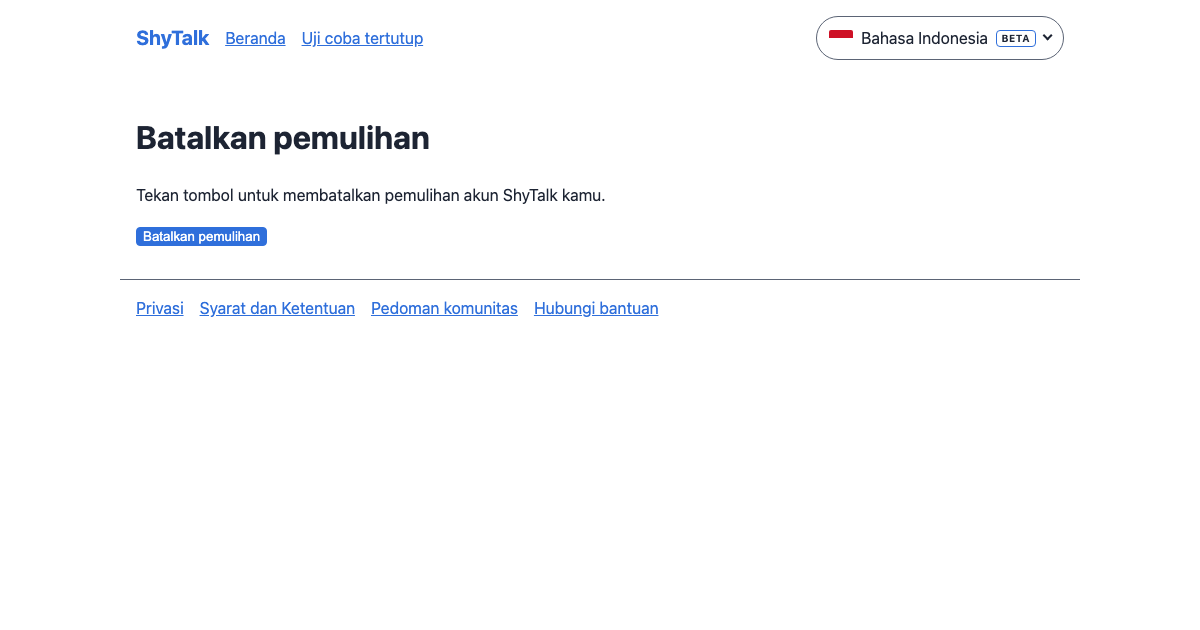 ShyTalk Beranda Uji coba tertutup Bahasa Indonesia BETA
Batalkan pemulihan
Tekan tombol untuk membatalkan pemulihan akun ShyTalk kamu.
Batalkan pemulihan
Privasi Syarat dan Ketentuan Pedoman komunitas Hubungi bantuan